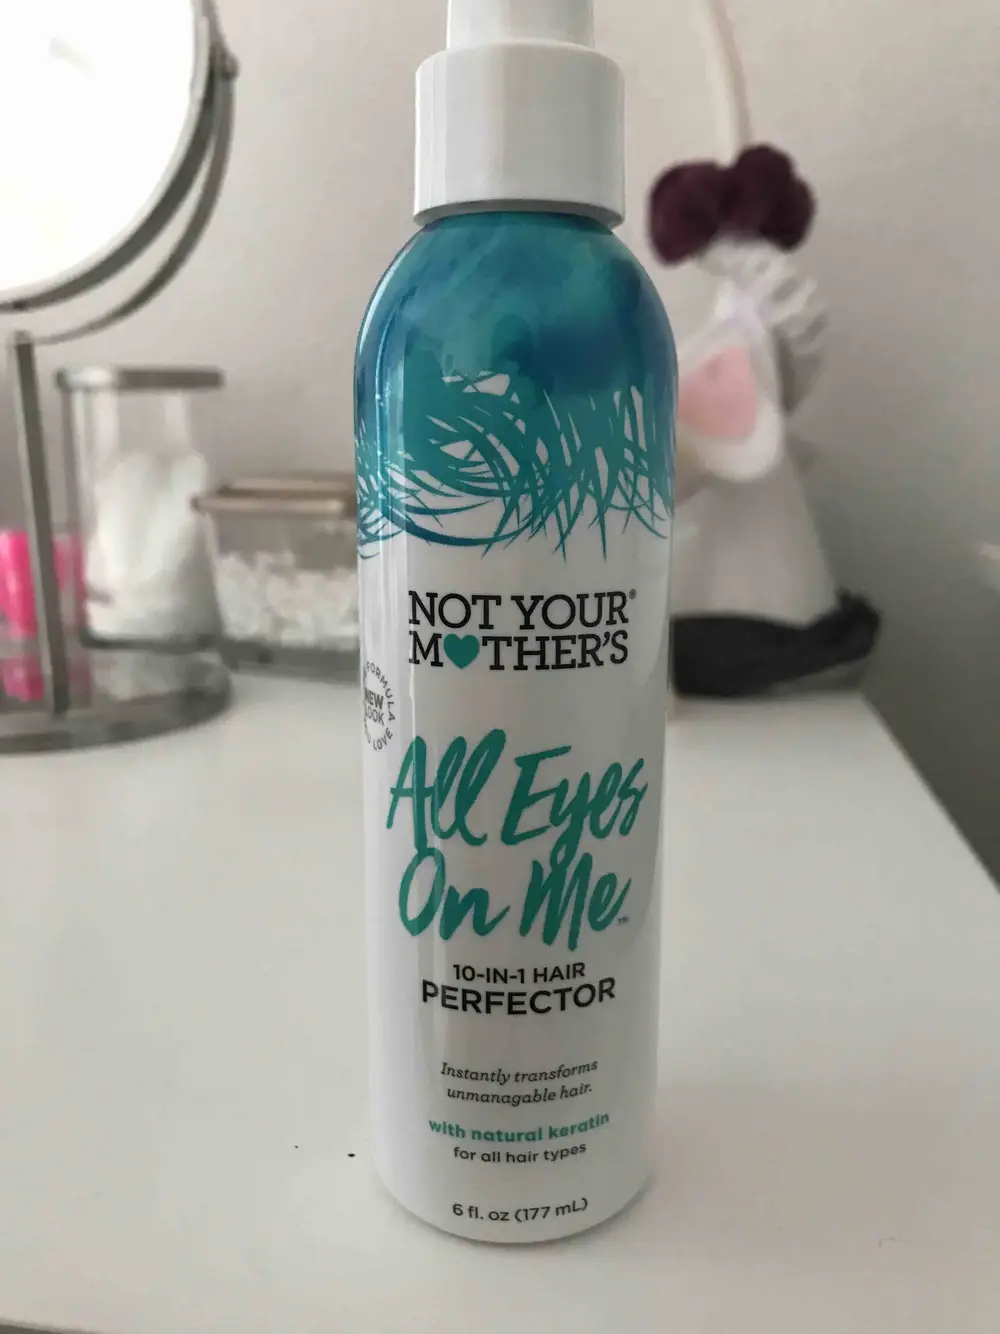 NOT YOUR®
MOTHER'S
FORMULA
NEW
LOOK
LOVE
All Eyes
On Me™
10-IN-1 HAIR
PERFECTOR
Instantly transforms
unmanagable hair.
with natural keratin
for all hair types
6 fl. oz (177 mL)